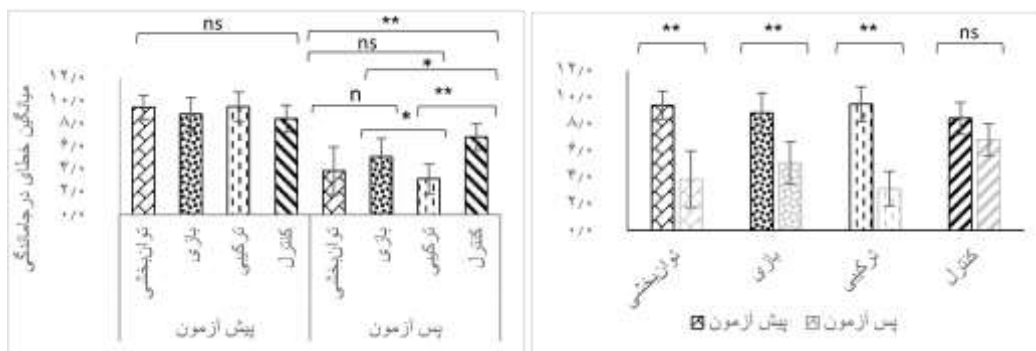 ns
**
ns
*
n
**
*
میانگین خطای درجاماندگی
۱۲/۰
۱۰/۰
۸/۰
۶/۰
۴/۰
۲/۰
۰/۰
توان‌بخشی
بازی
ترکیبی
کنترل
توان‌بخشی
بازی
ترکیبی
کنترل
پیش آزمون
پس آزمون
**
**
**
ns
۱۲/۰
۱۰/۰
۸/۰
۶/۰
۴/۰
۲/۰
۰/۰
توان‌بخشی
بازی
ترکیبی
کنترل
پیش آزمون
پس آزمون